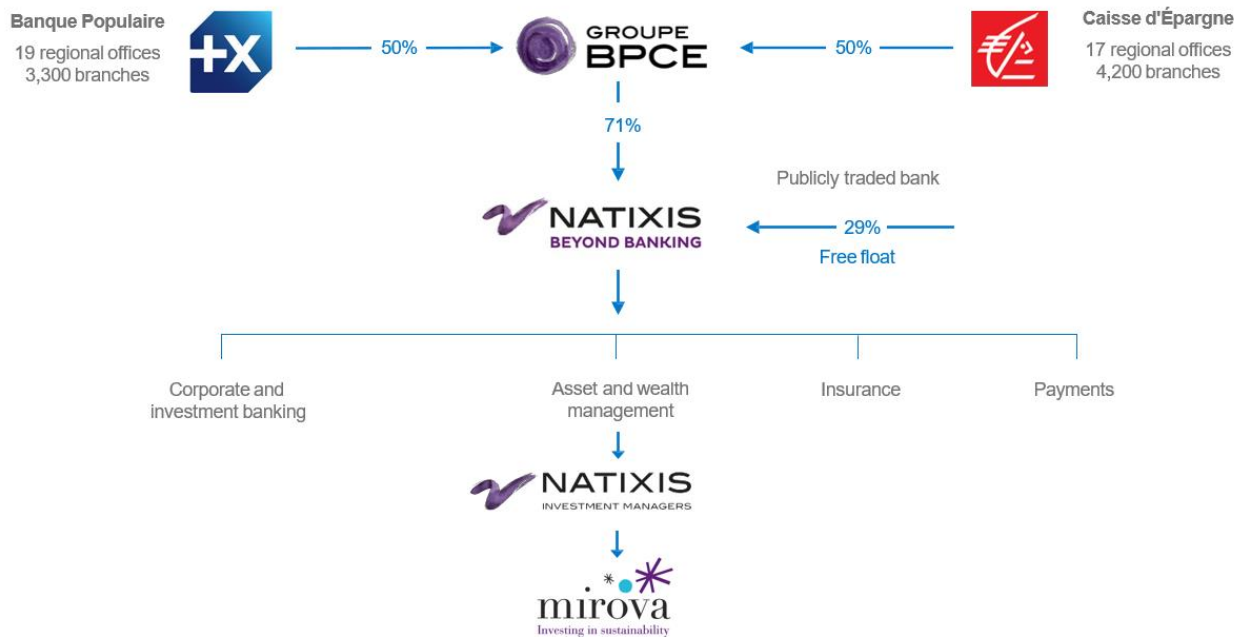 Banque Populaire
19 regional offices
3,300 branches
+X
50%
GROUPE
BPCE
50%
Caisse d'Épargne
17 regional offices
4,200 branches
71%
Publicly traded bank
NATIXIS
BEYOND BANKING
29%
Free float
Corporate and
investment banking
Asset and wealth
management
Insurance
Payments
NATIXIS
INVESTMENT MANAGERS
mirova
Investing in sustainability